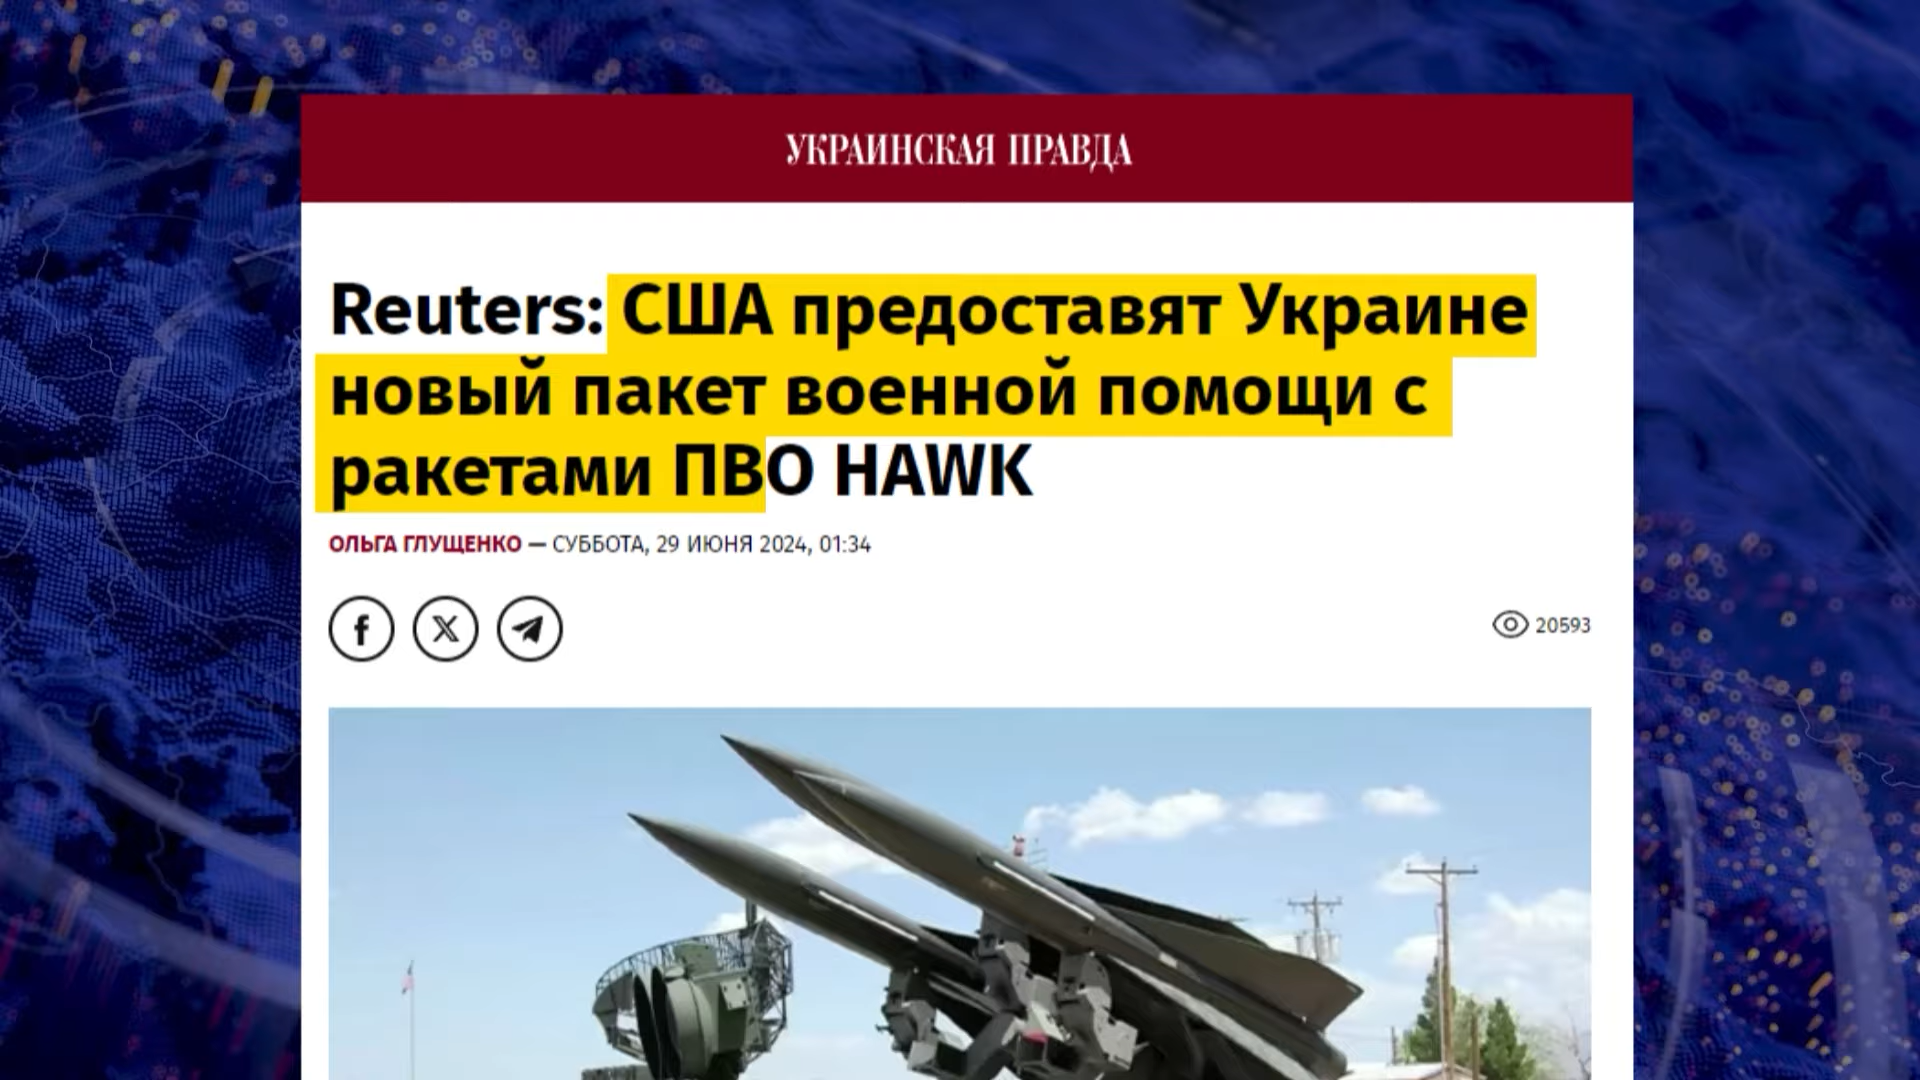 УКРАИНСКАЯ ПРАВДА
Reuters: США предоставят Украине
новый пакет военной помощи с
ракетами ПВО HAWK
ОЛЬГА ГЛУЩЕНКО — СУББОТА, 29 ИЮНЯ 2024, 01:34
20593